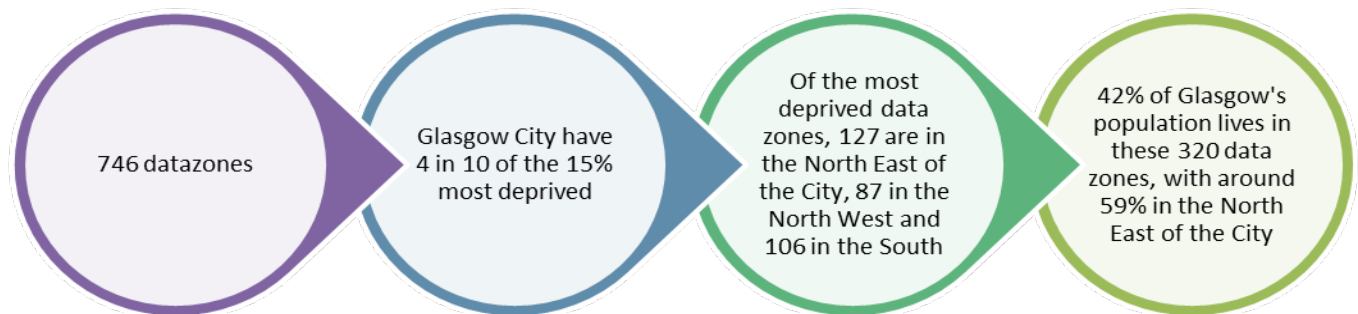 746 datazones
Glasgow City have
4 in 10 of the 15%
most deprived
Of the most
deprived data
zones, 127 are in
the North East of
the City, 87 in the
North West and
106 in the South
42% of Glasgow's
population lives in
these 320 data
zones, with around
59% in the North
East of the City